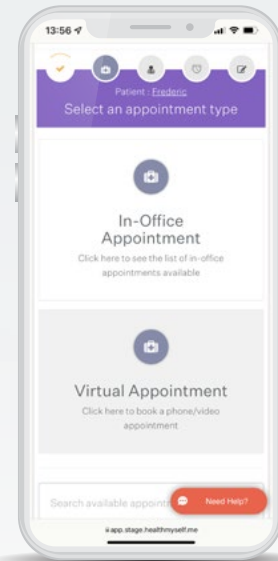 13:56
Patient : Frederic
Select an appointment type
In-Office
Appointment
Click here to see the list of in-office
appointments available
Virtual Appointment
Click here to book a phone/video
appointment
Search available appoint
Need Help?
app.stage.healthmyself.me